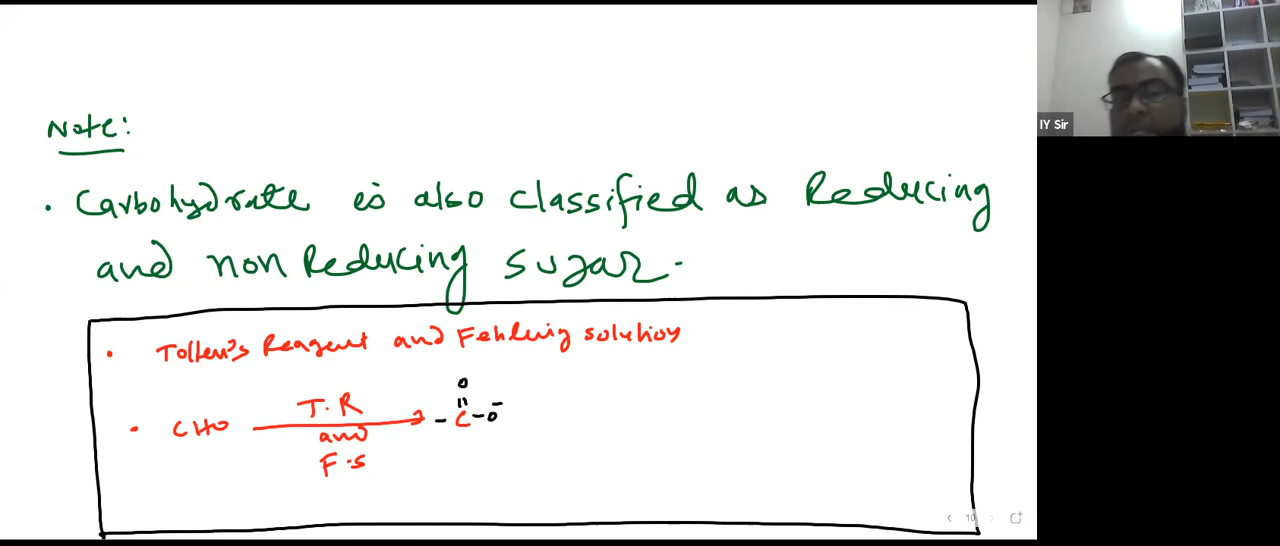 Note:
IY Sir
. Carbohydrate is also classified as Reducing
and non Reducing sugar.
. Tollen's Reagent and Fehling solution
. CHO T.R and F.S - C - O⁻
O
10